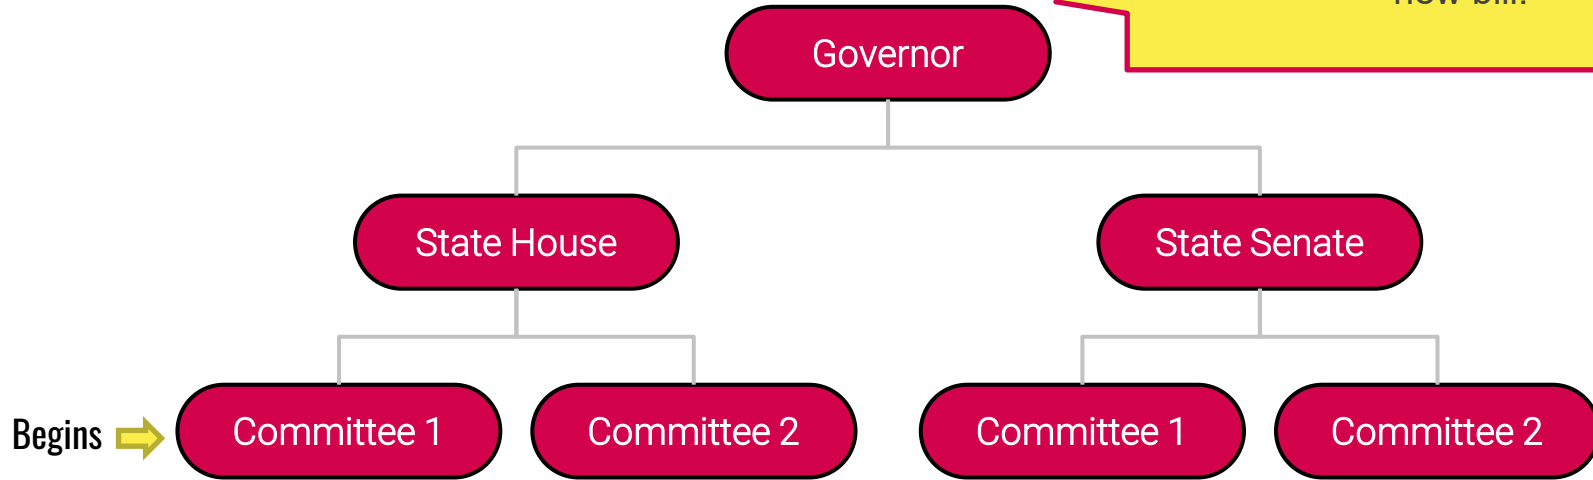 Governor
State House
State Senate
Begins
Committee 1
Committee 2
Committee 1
Committee 2